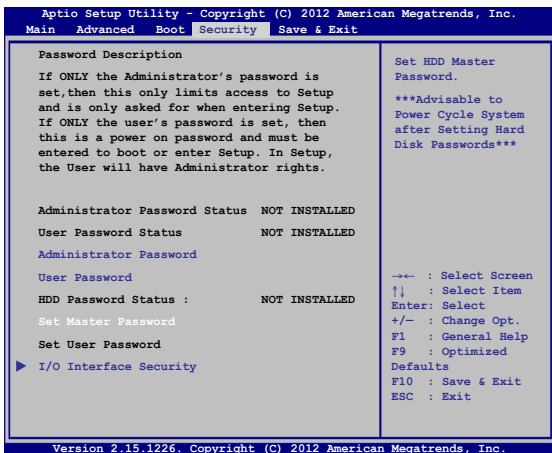 Aptio Setup Utility - Copyright (C) 2012 American Megatrends, Inc.
Main Advanced Boot Security Save & Exit
Password Description
If ONLY the Administrator's password is
set,then this only limits access to Setup
and is only asked for when entering Setup.
If ONLY the user's password is set, then
this is a power on password and must be
entered to boot or enter Setup. In Setup,
the User will have Administrator rights.
Administrator Password Status NOT INSTALLED
User Password Status NOT INSTALLED
Administrator Password
User Password
HDD Password Status : NOT INSTALLED
Set Master Password
Set User Password
I/O Interface Security
Set HDD Master
Password.
***Advisable to
Power Cycle System
after Setting Hard
Disk Passwords***
→← : Select Screen
↑↓ : Select Item
Enter: Select
+/— : Change Opt.
F1 : General Help
F9 : Optimized
Defaults
F10 : Save & Exit
ESC : Exit
Version 2.15.1226. Copyright (C) 2012 American Megatrends, Inc.